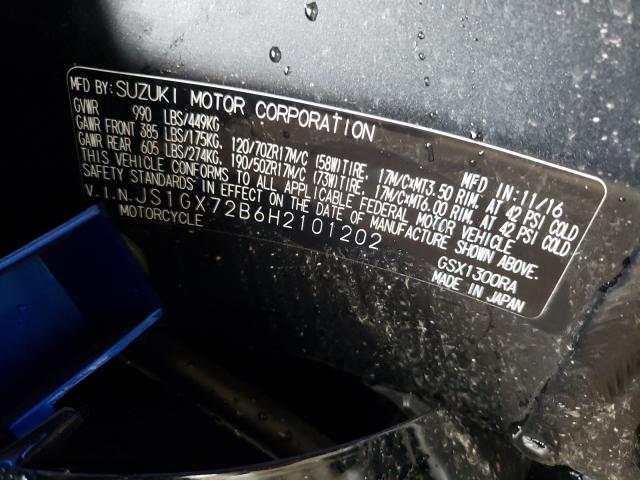 MFD BY: SUZUKI MOTOR CORPORATION
GVWR 990 LBS/449KG MFD IN: 11/16
GAWR FRONT 385 LBS/175KG. 120/70ZR17M/C (58W)TIRE, 17M/C×MT3.50 RIM. AT 42 PSI COLD
GAWR REAR 605 LBS/274KG. 190/50ZR17M/C (73W)TIRE, 17M/C×MT6.00 RIM. AT 42 PSI COLD
THIS VEHICLE CONFORMS TO ALL APPLICABLE FEDERAL MOTOR VEHICLE
SAFETY STANDARDS IN EFFECT ON THE DATE OF MANUFACTURE SHOWN ABOVE.
V.I.N. JS1GX72B6H2101202 GSX1300RA
MOTORCYCLE MADE IN JAPAN